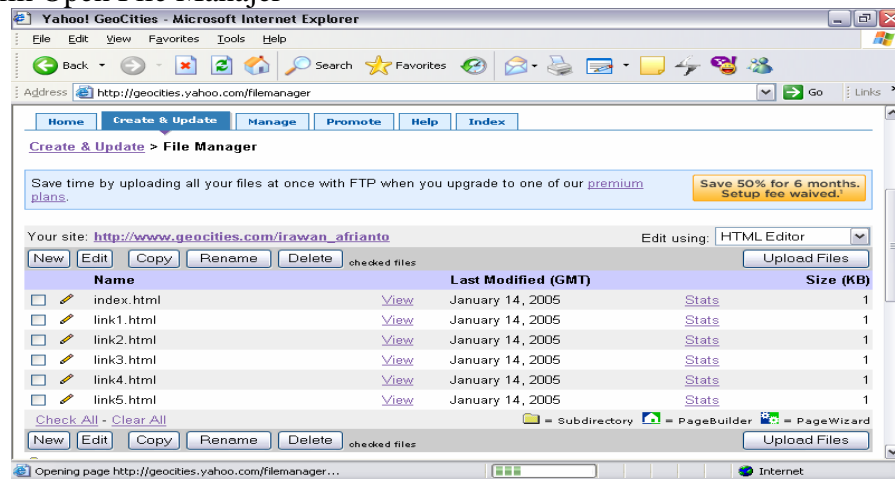 Open File Manajer
Yahoo! GeoCities - Microsoft Internet Explorer
File Edit View Favorites Tools Help
Back Search Favorites
Address http://geocities.yahoo.com/filemanager Go Links
Home Create & Update Manage Promote Help Index
Create & Update > File Manager
Save time by uploading all your files at once with FTP when you upgrade to one of our premium
plans.
Save 50% for 6 months.
Setup fee waived.¹
Your site: http://www.geocities.com/irawan_afrianto Edit using: HTML Editor
New Edit Copy Rename Delete checked files Upload Files
Name Last Modified (GMT) Size (KB)
index.html View January 14, 2005 Stats 1
link1.html View January 14, 2005 Stats 1
link2.html View January 14, 2005 Stats 1
link3.html View January 14, 2005 Stats 1
link4.html View January 14, 2005 Stats 1
link5.html View January 14, 2005 Stats 1
Check All - Clear All = Subdirectory = PageBuilder = PageWizard
New Edit Copy Rename Delete checked files Upload Files
Opening page http://geocities.yahoo.com/filemanager... Internet